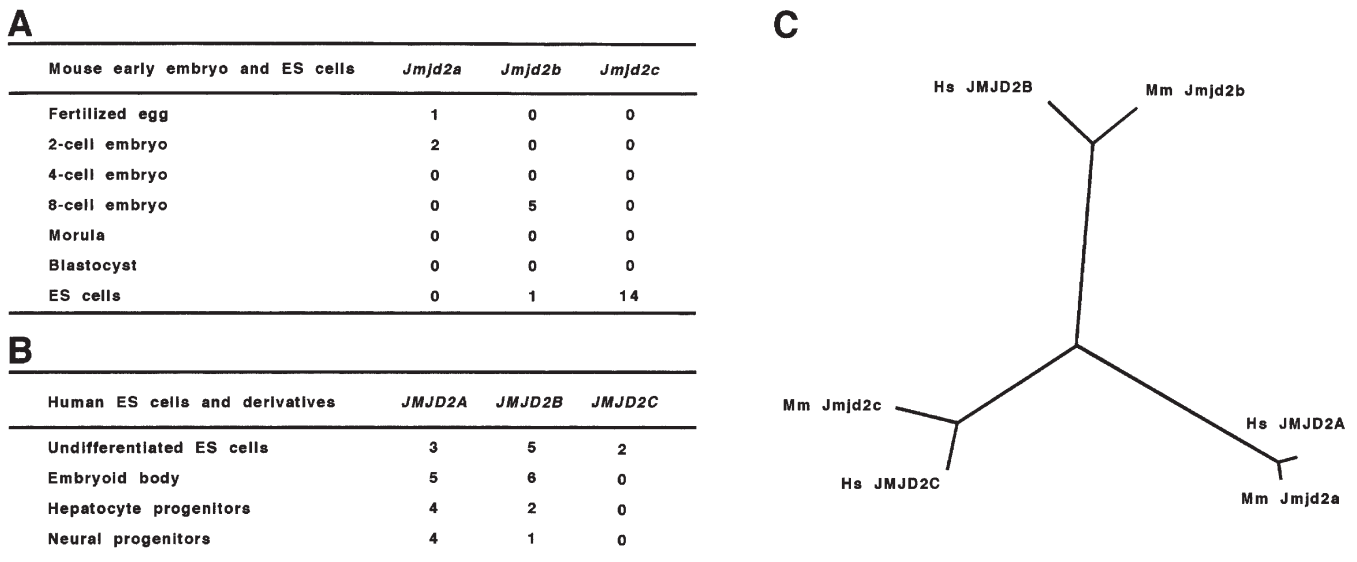 A
Mouse early embryo and ES cells Jmjd2a Jmjd2b Jmjd2c
Fertilized egg 1 0 0
2-cell embryo 2 0 0
4-cell embryo 0 0 0
8-cell embryo 0 5 0
Morula 0 0 0
Blastocyst 0 0 0
ES cells 0 1 14
B
Human ES cells and derivatives JMJD2A JMJD2B JMJD2C
Undifferentiated ES cells 3 5 2
Embryoid body 5 6 0
Hepatocyte progenitors 4 2 0
Neural progenitors 4 1 0
C
Hs JMJD2B
Mm Jmjd2b
Mm Jmjd2c
Hs JMJD2C
Hs JMJD2A
Mm Jmjd2a